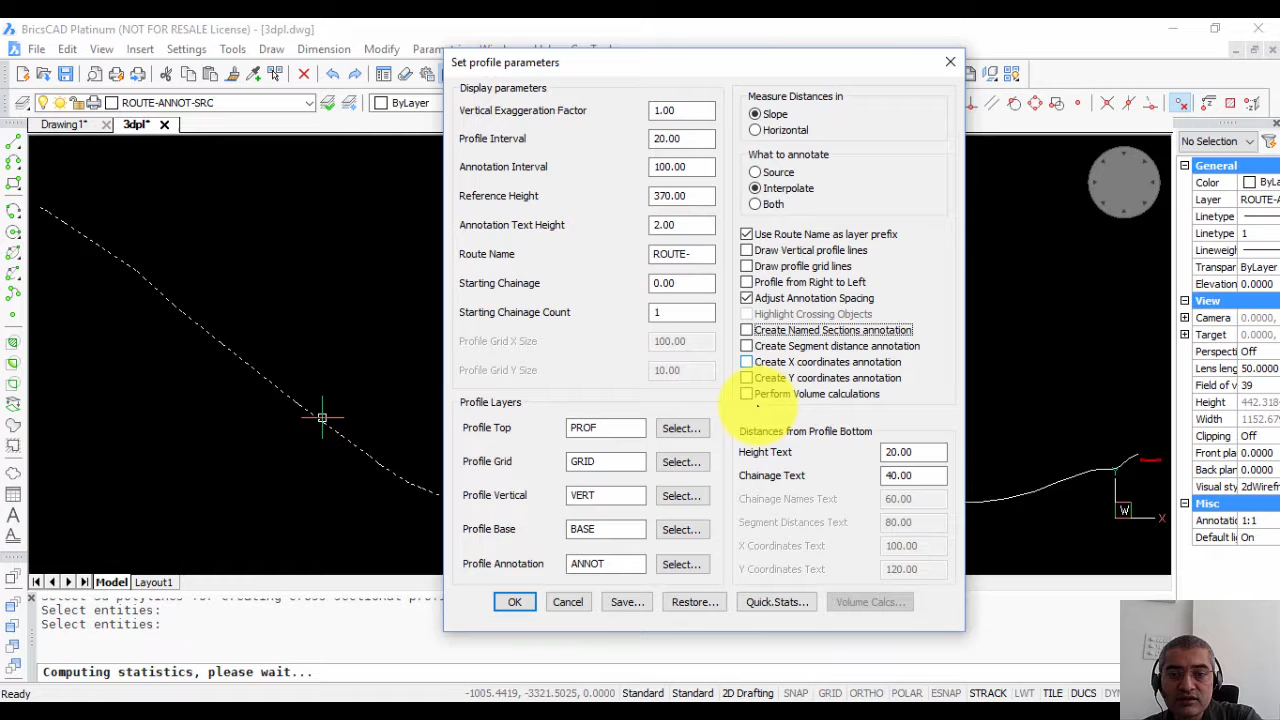 BricsCAD Platinum (NOT FOR RESALE License) - [3dpl.dwg]
File Edit View Insert Settings Tools Draw Dimension Modify
ROUTE-ANNOT-SRC
ByLayer
Drawing1*
3dpl*
Set profile parameters
Display parameters
Vertical Exaggeration Factor 1.00
Profile Interval 20.00
Annotation Interval 100.00
Reference Height 370.00
Annotation Text Height 2.00
Route Name ROUTE-
Starting Chainage 0.00
Starting Chainage Count 1
Profile Grid X Size 100.00
Profile Grid Y Size 10.00
Profile Layers
Profile Top PROF Select...
Profile Grid GRID Select...
Profile Vertical VERT Select...
Profile Base BASE Select...
Profile Annotation ANNOT Select...
Measure Distances in
Slope
Horizontal
What to annotate
Source
Interpolate
Both
Use Route Name as layer prefix
Draw Vertical profile lines
Draw profile grid lines
Profile from Right to Left
Adjust Annotation Spacing
Highlight Crossing Objects
Create Named Sections annotation
Create Segment distance annotation
Create X coordinates annotation
Create Y coordinates annotation
Perform Volume calculations
Distances from Profile Bottom
Height Text 20.00
Chainage Text 40.00
Chainage Names Text 60.00
Segment Distances Text 80.00
X Coordinates Text 100.00
Y Coordinates Text 120.00
OK Cancel Save... Restore... Quick.Stats... Volume Calcs...
No Selection
General
Color ByLa
Layer ROUTE-A
Linetype
Linetype 1
Lineweigh
Transpar ByLayer
Elevation 0.0000
View
Camera 0.0000,
Target 0.0000,
Perspecti Off
Lens leng 50.0000
Field of v 39
Height 442.3184
Width 1152.67
Clipping Off
Front plan 0.0000
Back plan 0.0000
Visual styl 2dWirefr
Misc
Annotatio 1:1
Default li On
W X
Model Layout1
Select entities:
Select entities:
Computing statistics, please wait...
Ready
-1005.4419, -3321.5025, 0.0000 Standard Standard 2D Drafting SNAP GRID ORTHO POLAR ESNAP STRACK LWT TILE DUCS